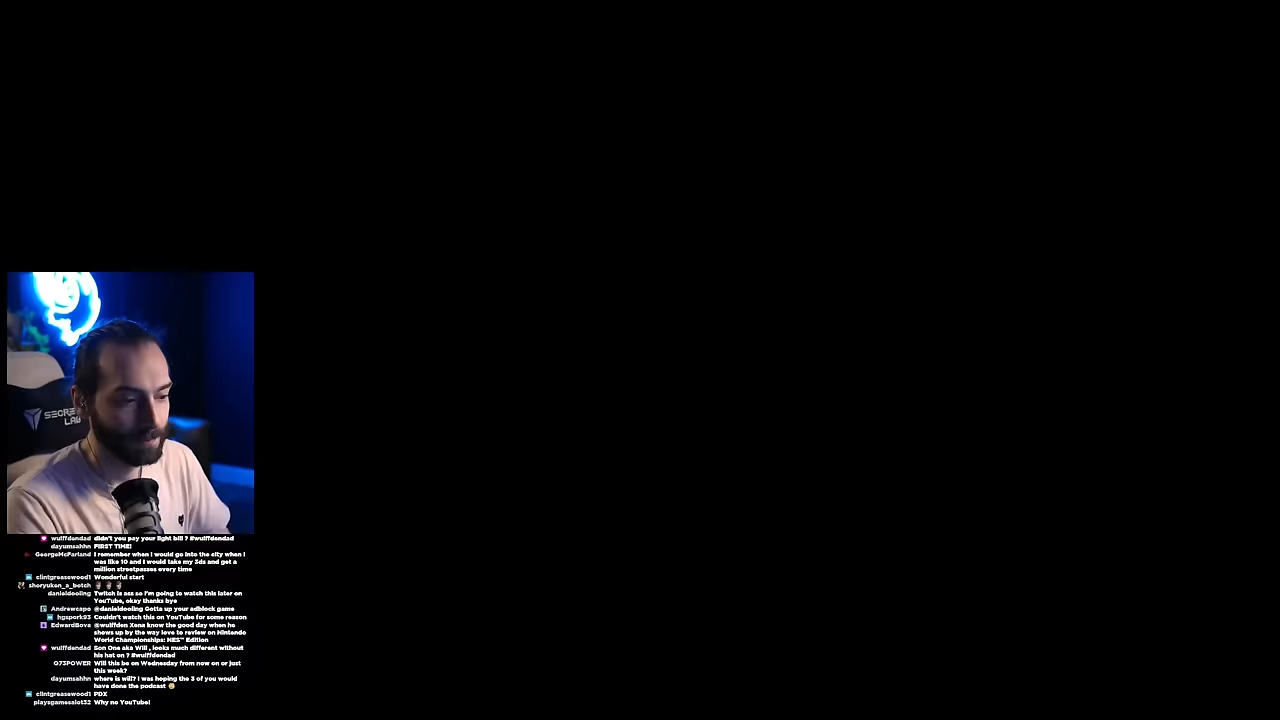 SECRE
LAB
wulffdendad didn't you pay your light bill ? #wulffdendad
dayumsahhn FIRST TIME!
GeorgeMcFarland I remember when I would go into the city when I
was like 10 and I would take my 3ds and get a
million streetpasses every time
clintgreasewood1 Wonderful start
shoryuken_a_botch
danieldooling Twitch is ass so I'm going to watch this later on
YouTube, okay thanks bye
Andrewcapo @danieldooling Gotta up your adblock game
hgspork93 Couldn't watch this on YouTube for some reason
EdwardBova @wulffden Xena know the good day when he
shows up by the way love to review on Nintendo
World Championships: NES™ Edition
wulffdendad Son One aka Will , looks much different without
his hat on ? #wulffdendad
G73POWER Will this be on Wednesday from now on or just
this week?
dayumsahhn where is will? I was hoping the 3 of you would
have done the podcast
clintgreasewood1 PDX
playsgamesalot32 Why no YouTube!